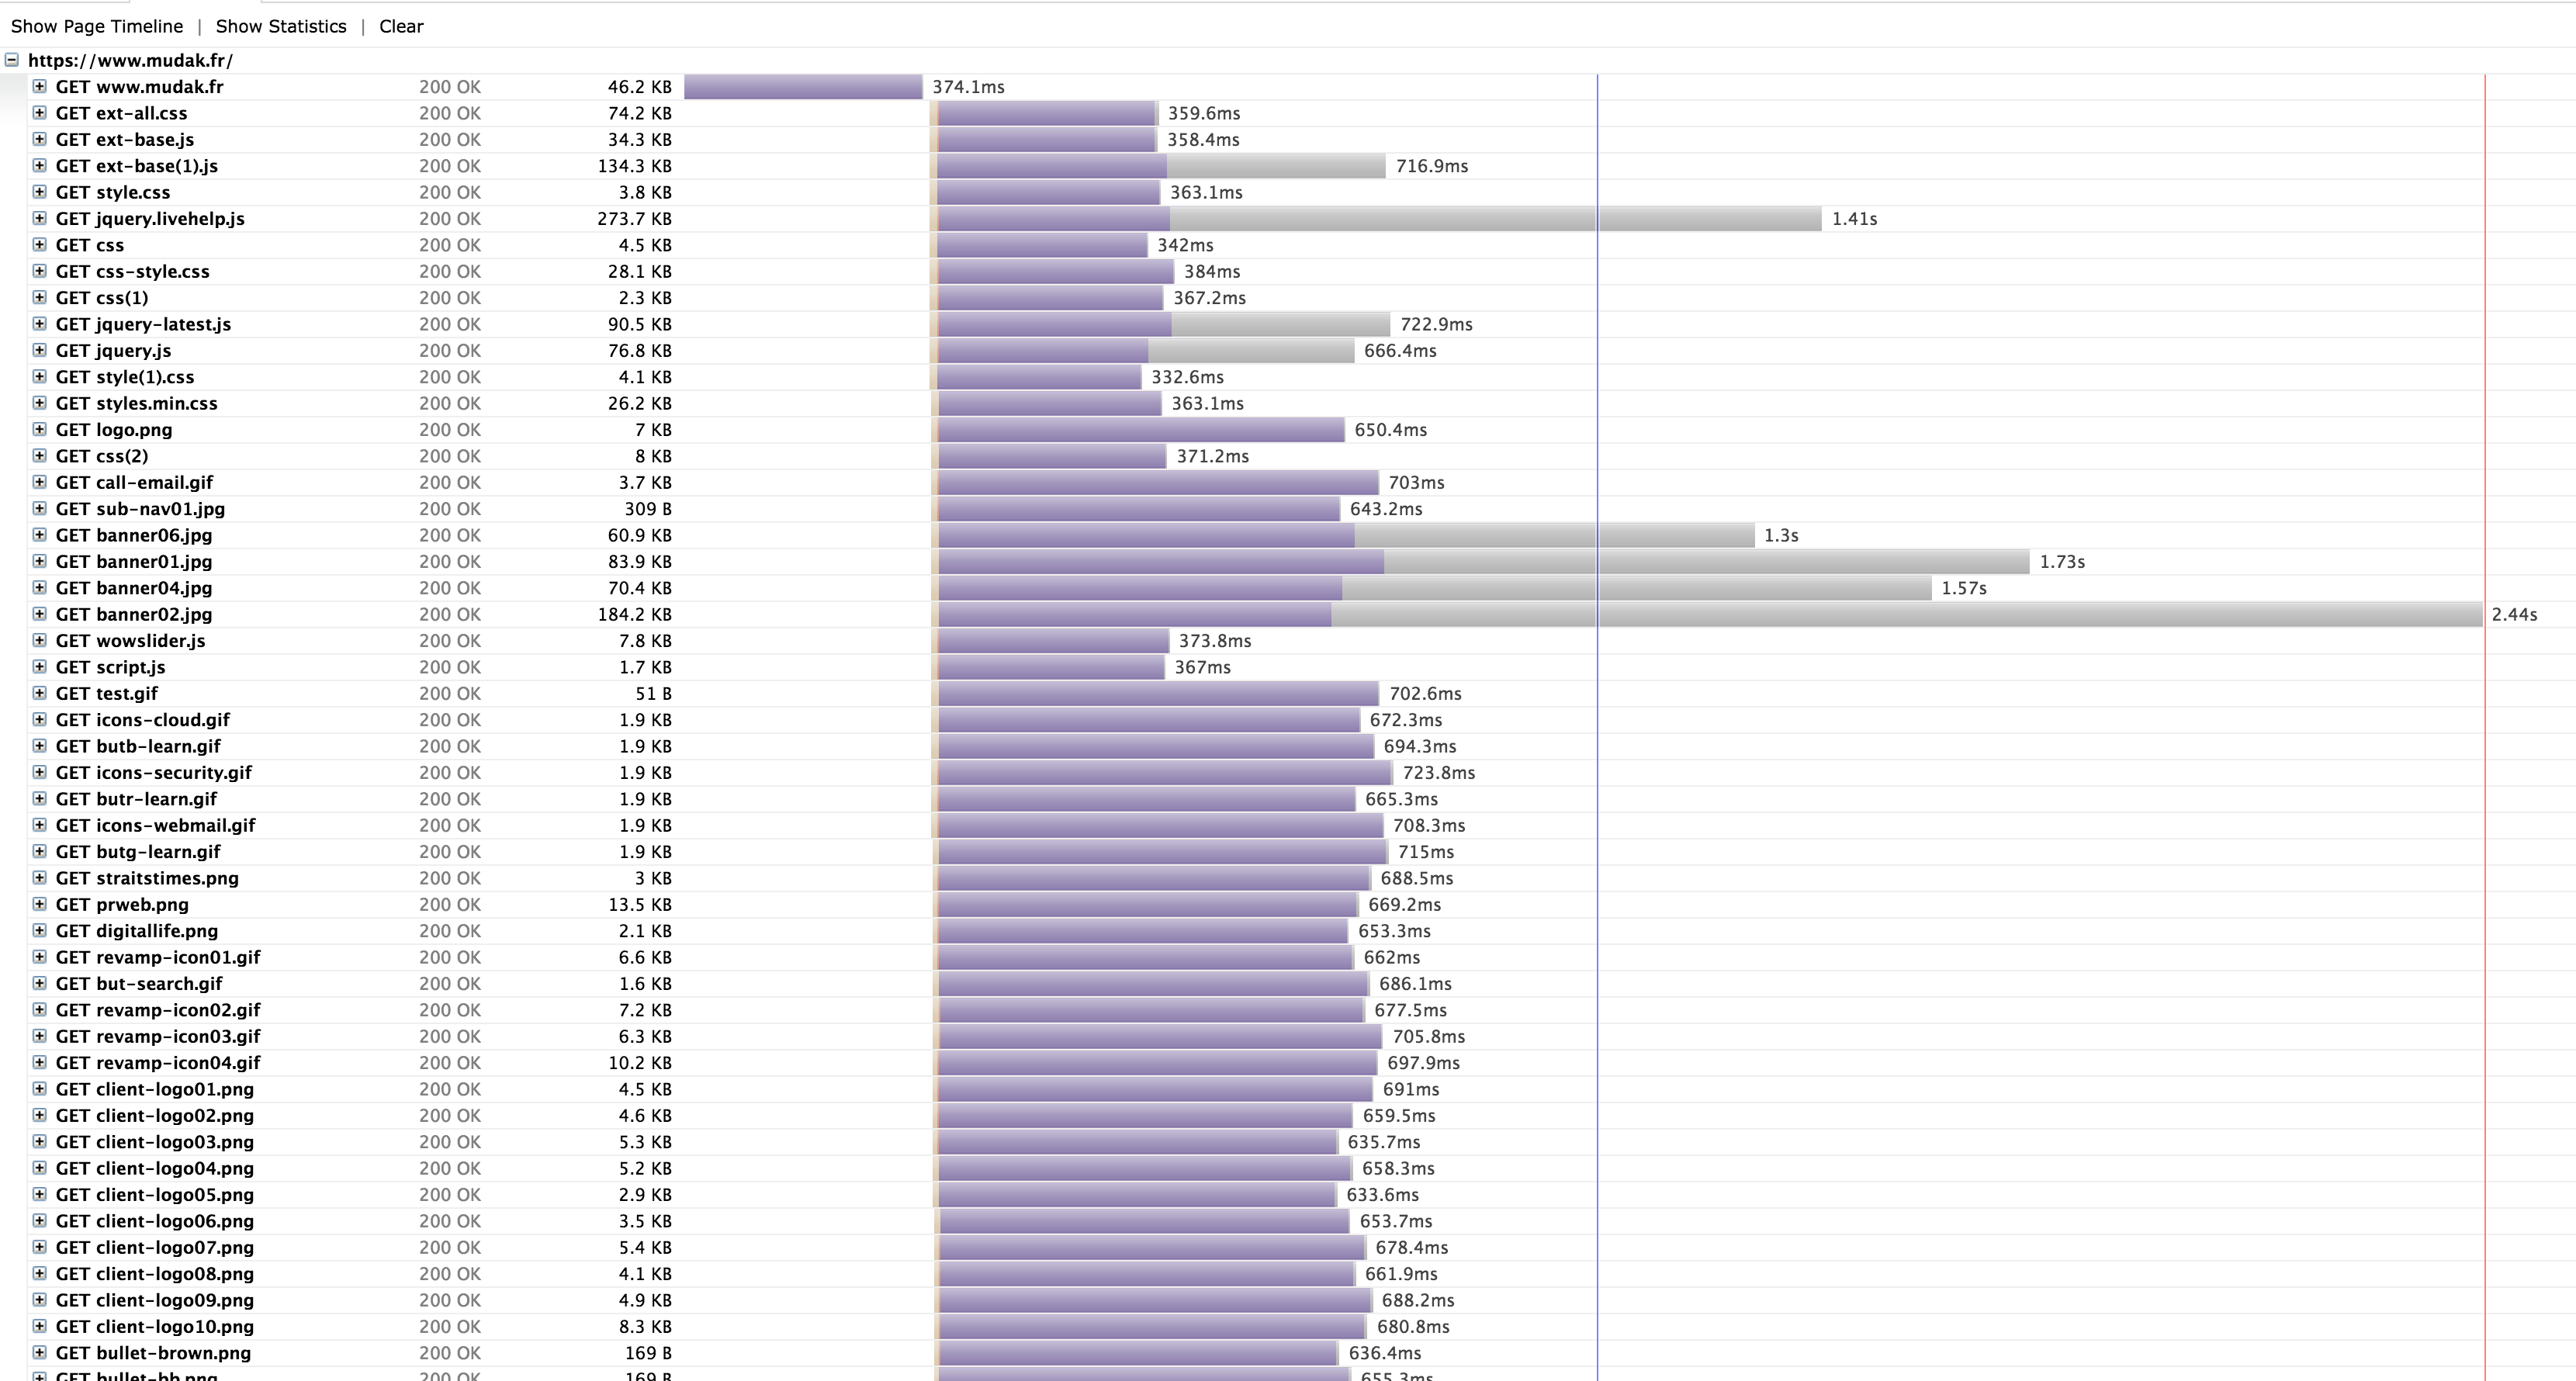 Show Page Timeline | Show Statistics | Clear
https://www.mudak.fr/
GET www.mudak.fr 200 OK 46.2 KB 374.1ms
GET ext-all.css 200 OK 74.2 KB 359.6ms
GET ext-base.js 200 OK 34.3 KB 358.4ms
GET ext-base(1).js 200 OK 134.3 KB 716.9ms
GET style.css 200 OK 3.8 KB 363.1ms
GET jquery.livehelp.js 200 OK 273.7 KB 1.41s
GET css 200 OK 4.5 KB 342ms
GET css-style.css 200 OK 28.1 KB 384ms
GET css(1) 200 OK 2.3 KB 367.2ms
GET jquery-latest.js 200 OK 90.5 KB 722.9ms
GET jquery.js 200 OK 76.8 KB 666.4ms
GET style(1).css 200 OK 4.1 KB 332.6ms
GET styles.min.css 200 OK 26.2 KB 363.1ms
GET logo.png 200 OK 7 KB 650.4ms
GET css(2) 200 OK 8 KB 371.2ms
GET call-email.gif 200 OK 3.7 KB 703ms
GET sub-nav01.jpg 200 OK 309 B 643.2ms
GET banner06.jpg 200 OK 60.9 KB 1.3s
GET banner01.jpg 200 OK 83.9 KB 1.73s
GET banner04.jpg 200 OK 70.4 KB 1.57s
GET banner02.jpg 200 OK 184.2 KB 2.44s
GET wowslider.js 200 OK 7.8 KB 373.8ms
GET script.js 200 OK 1.7 KB 367ms
GET test.gif 200 OK 51 B 702.6ms
GET icons-cloud.gif 200 OK 1.9 KB 672.3ms
GET butb-learn.gif 200 OK 1.9 KB 694.3ms
GET icons-security.gif 200 OK 1.9 KB 723.8ms
GET butr-learn.gif 200 OK 1.9 KB 665.3ms
GET icons-webmail.gif 200 OK 1.9 KB 708.3ms
GET butg-learn.gif 200 OK 1.9 KB 715ms
GET straitstimes.png 200 OK 3 KB 688.5ms
GET prweb.png 200 OK 13.5 KB 669.2ms
GET digitallife.png 200 OK 2.1 KB 653.3ms
GET revamp-icon01.gif 200 OK 6.6 KB 662ms
GET but-search.gif 200 OK 1.6 KB 686.1ms
GET revamp-icon02.gif 200 OK 7.2 KB 677.5ms
GET revamp-icon03.gif 200 OK 6.3 KB 705.8ms
GET revamp-icon04.gif 200 OK 10.2 KB 697.9ms
GET client-logo01.png 200 OK 4.5 KB 691ms
GET client-logo02.png 200 OK 4.6 KB 659.5ms
GET client-logo03.png 200 OK 5.3 KB 635.7ms
GET client-logo04.png 200 OK 5.2 KB 658.3ms
GET client-logo05.png 200 OK 2.9 KB 633.6ms
GET client-logo06.png 200 OK 3.5 KB 653.7ms
GET client-logo07.png 200 OK 5.4 KB 678.4ms
GET client-logo08.png 200 OK 4.1 KB 661.9ms
GET client-logo09.png 200 OK 4.9 KB 688.2ms
GET client-logo10.png 200 OK 8.3 KB 680.8ms
GET bullet-brown.png 200 OK 169 B 636.4ms
GET bullet-bb.png 200 OK 169 B 655.3ms